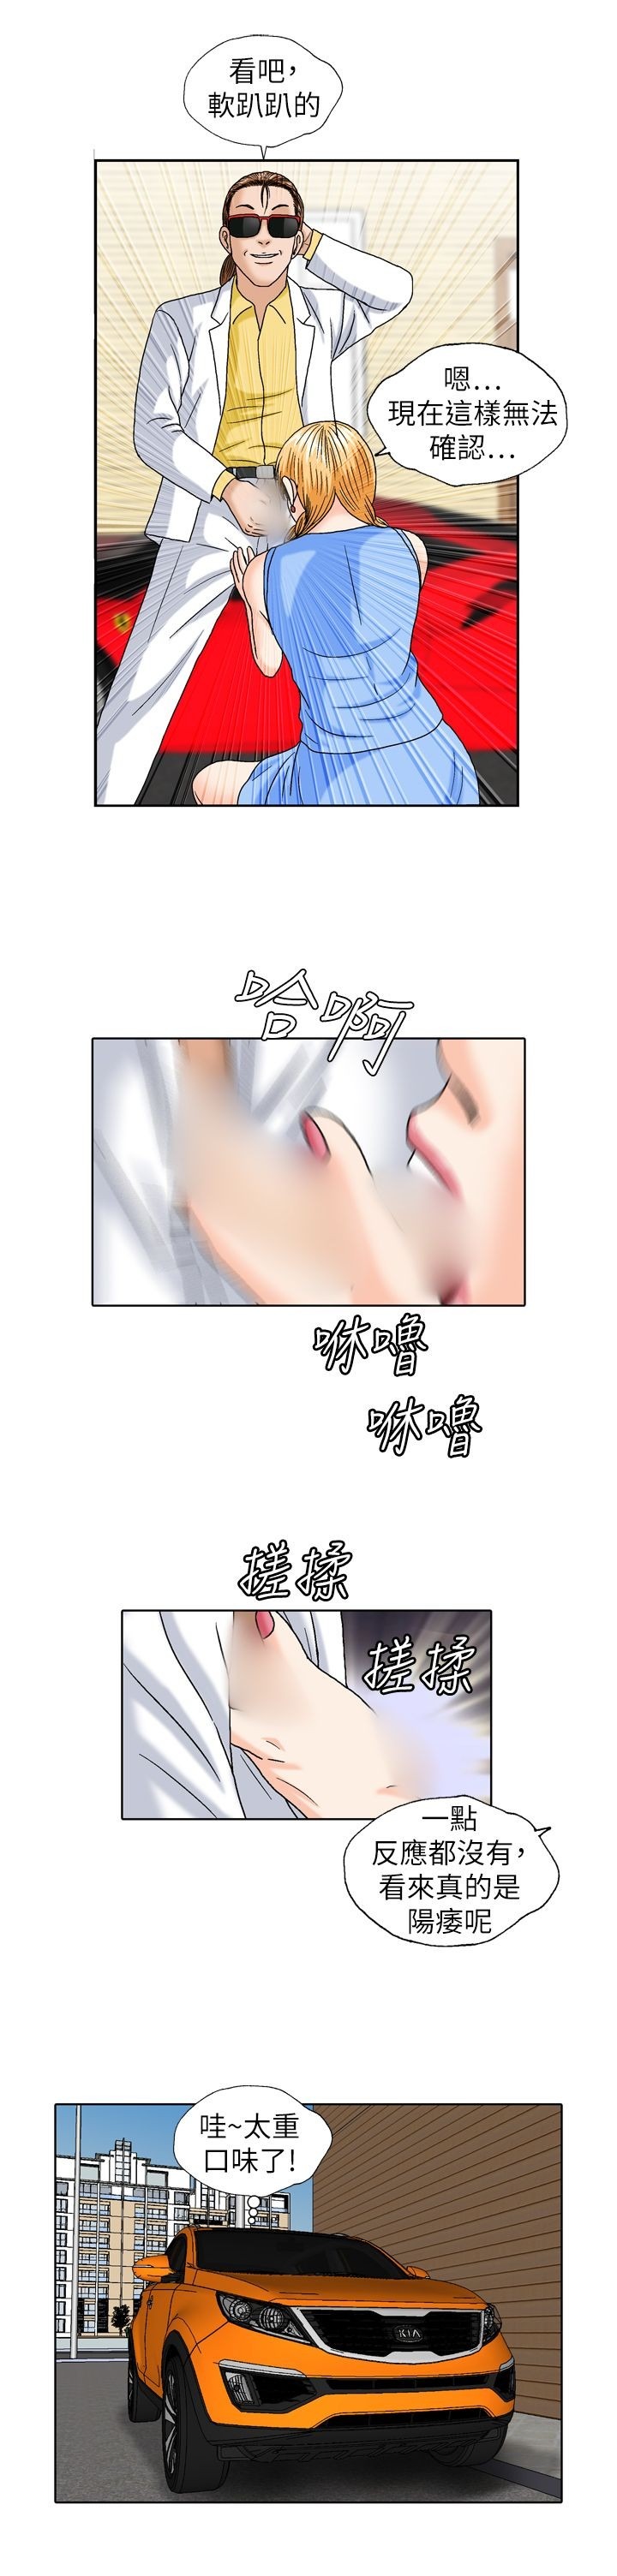 看吧，
軟趴趴的
嗯...
現在這樣無法
確認...
哈啊
咻嚕
咻嚕
搓揉
搓揉
一點
反應都沒有，
看來真的是
陽痿呢
哇~太重
口味了!
KIA